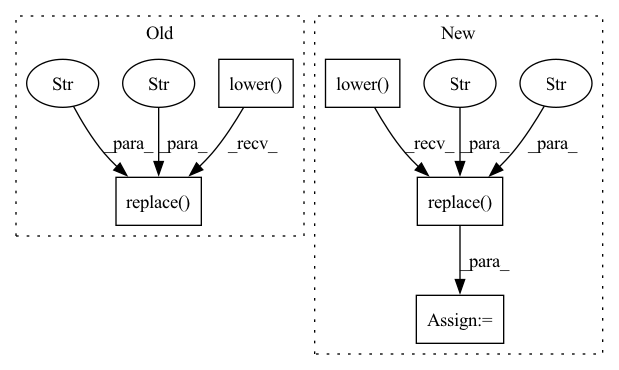 Old
New
Str
Str
lower()
lower()
Str
Str
_para_
_para_
_recv_
_recv_
_para_
_para_
replace()
replace()
_para_
Assign:=